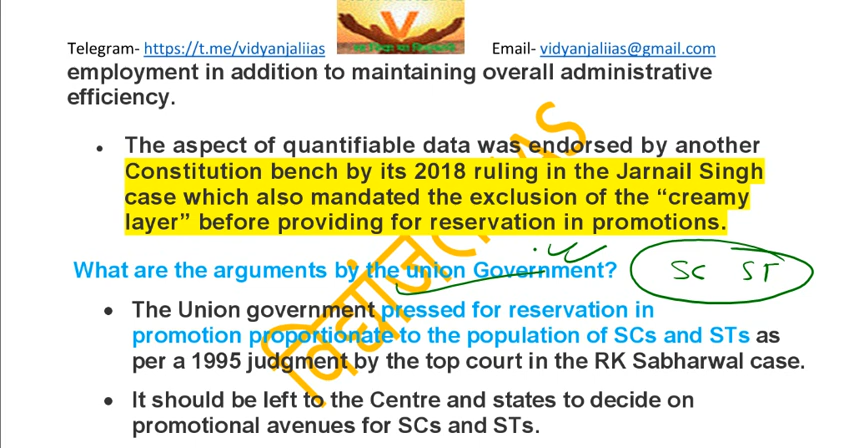 Telegram- https://t.me/vidyanjaliias Email- vidyanjaliias@gmail.com
employment in addition to maintaining overall administrative
efficiency.
• The aspect of quantifiable data was endorsed by another
Constitution bench by its 2018 ruling in the Jarnail Singh
case which also mandated the exclusion of the “creamy
layer” before providing for reservation in promotions.
What are the arguments by the union Government?
SC ST
• The Union government pressed for reservation in
promotion proportionate to the population of SCs and STs as
per a 1995 judgment by the top court in the RK Sabharwal case.
• It should be left to the Centre and states to decide on
promotional avenues for SCs and STs.